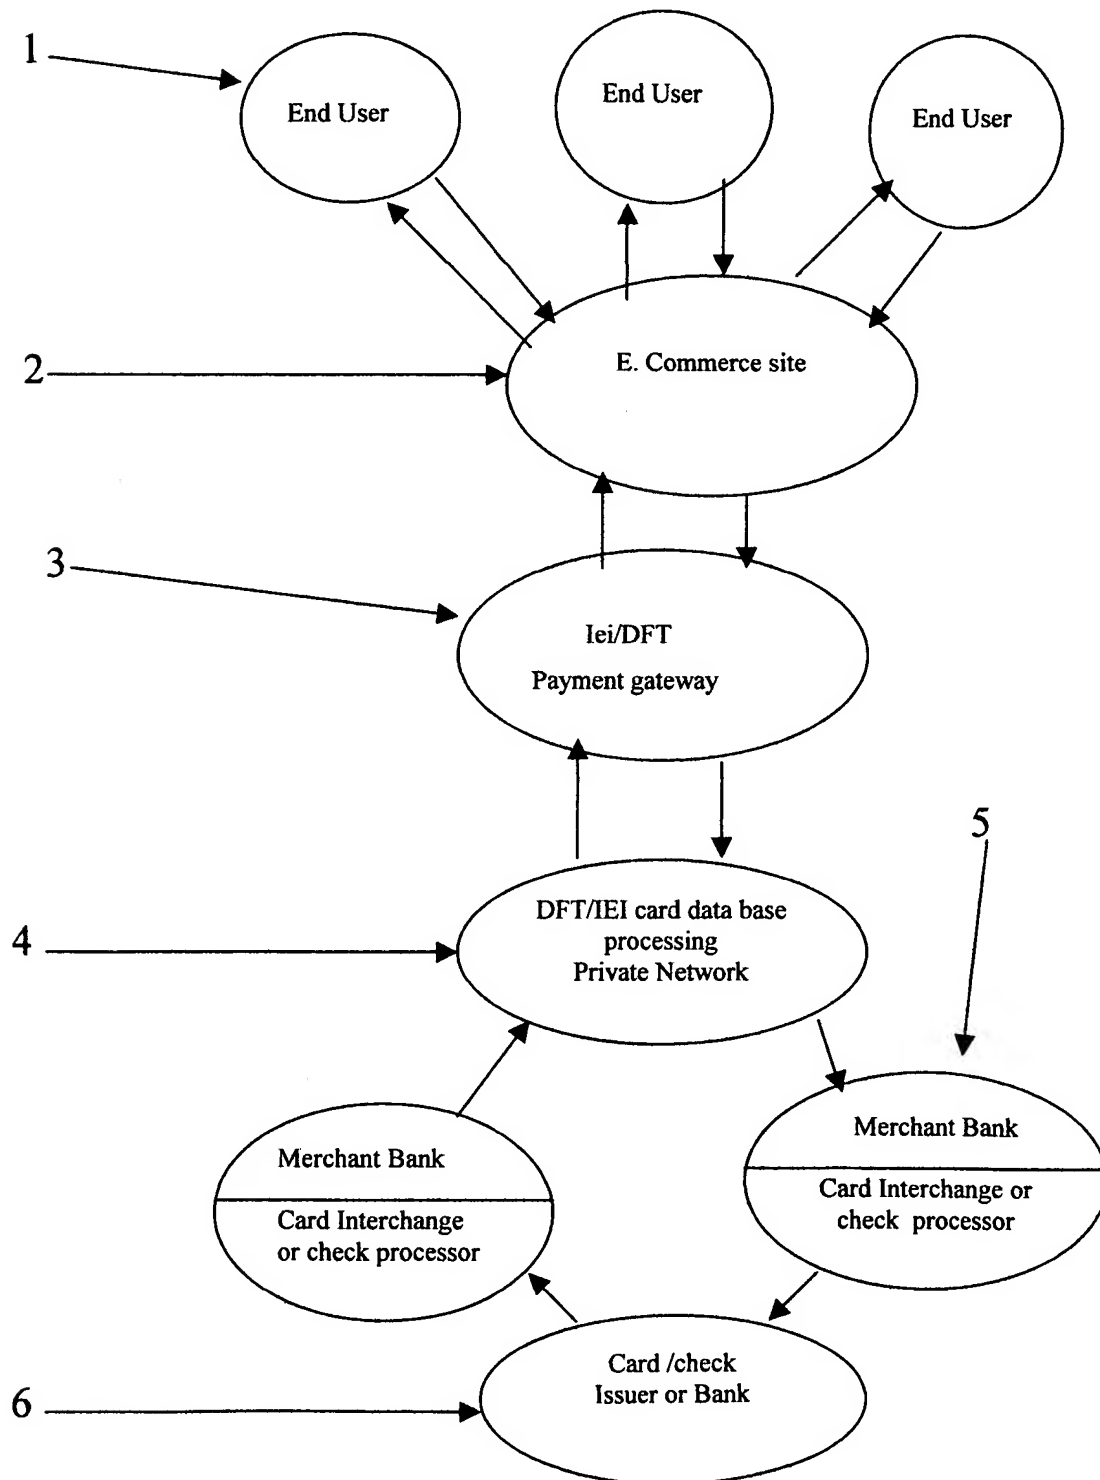 1
End User
End User
End User
2
E. Commerce site
3
Iei/DFT
Payment gateway
5
4
DFT/IEI card data base
processing
Private Network
Merchant Bank
Card Interchange
or check processor
Merchant Bank
Card Interchange or
check processor
6
Card /check
Issuer or Bank